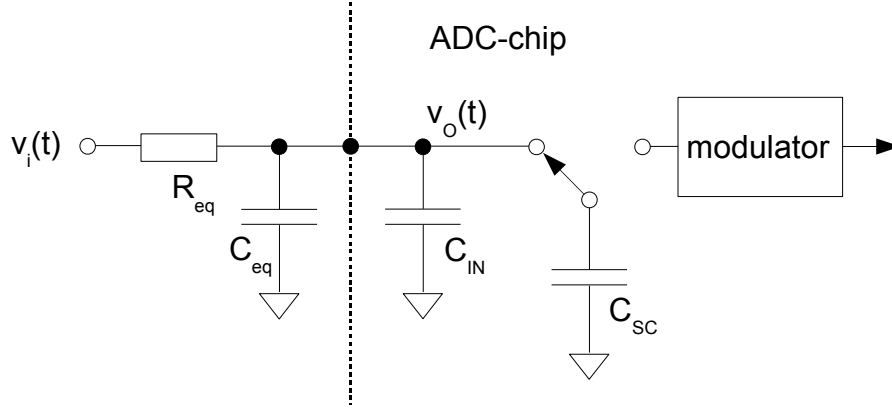 ADC-chip
v_i(t)
R_eq
C_eq
v_O(t)
C_IN
C_SC
modulator